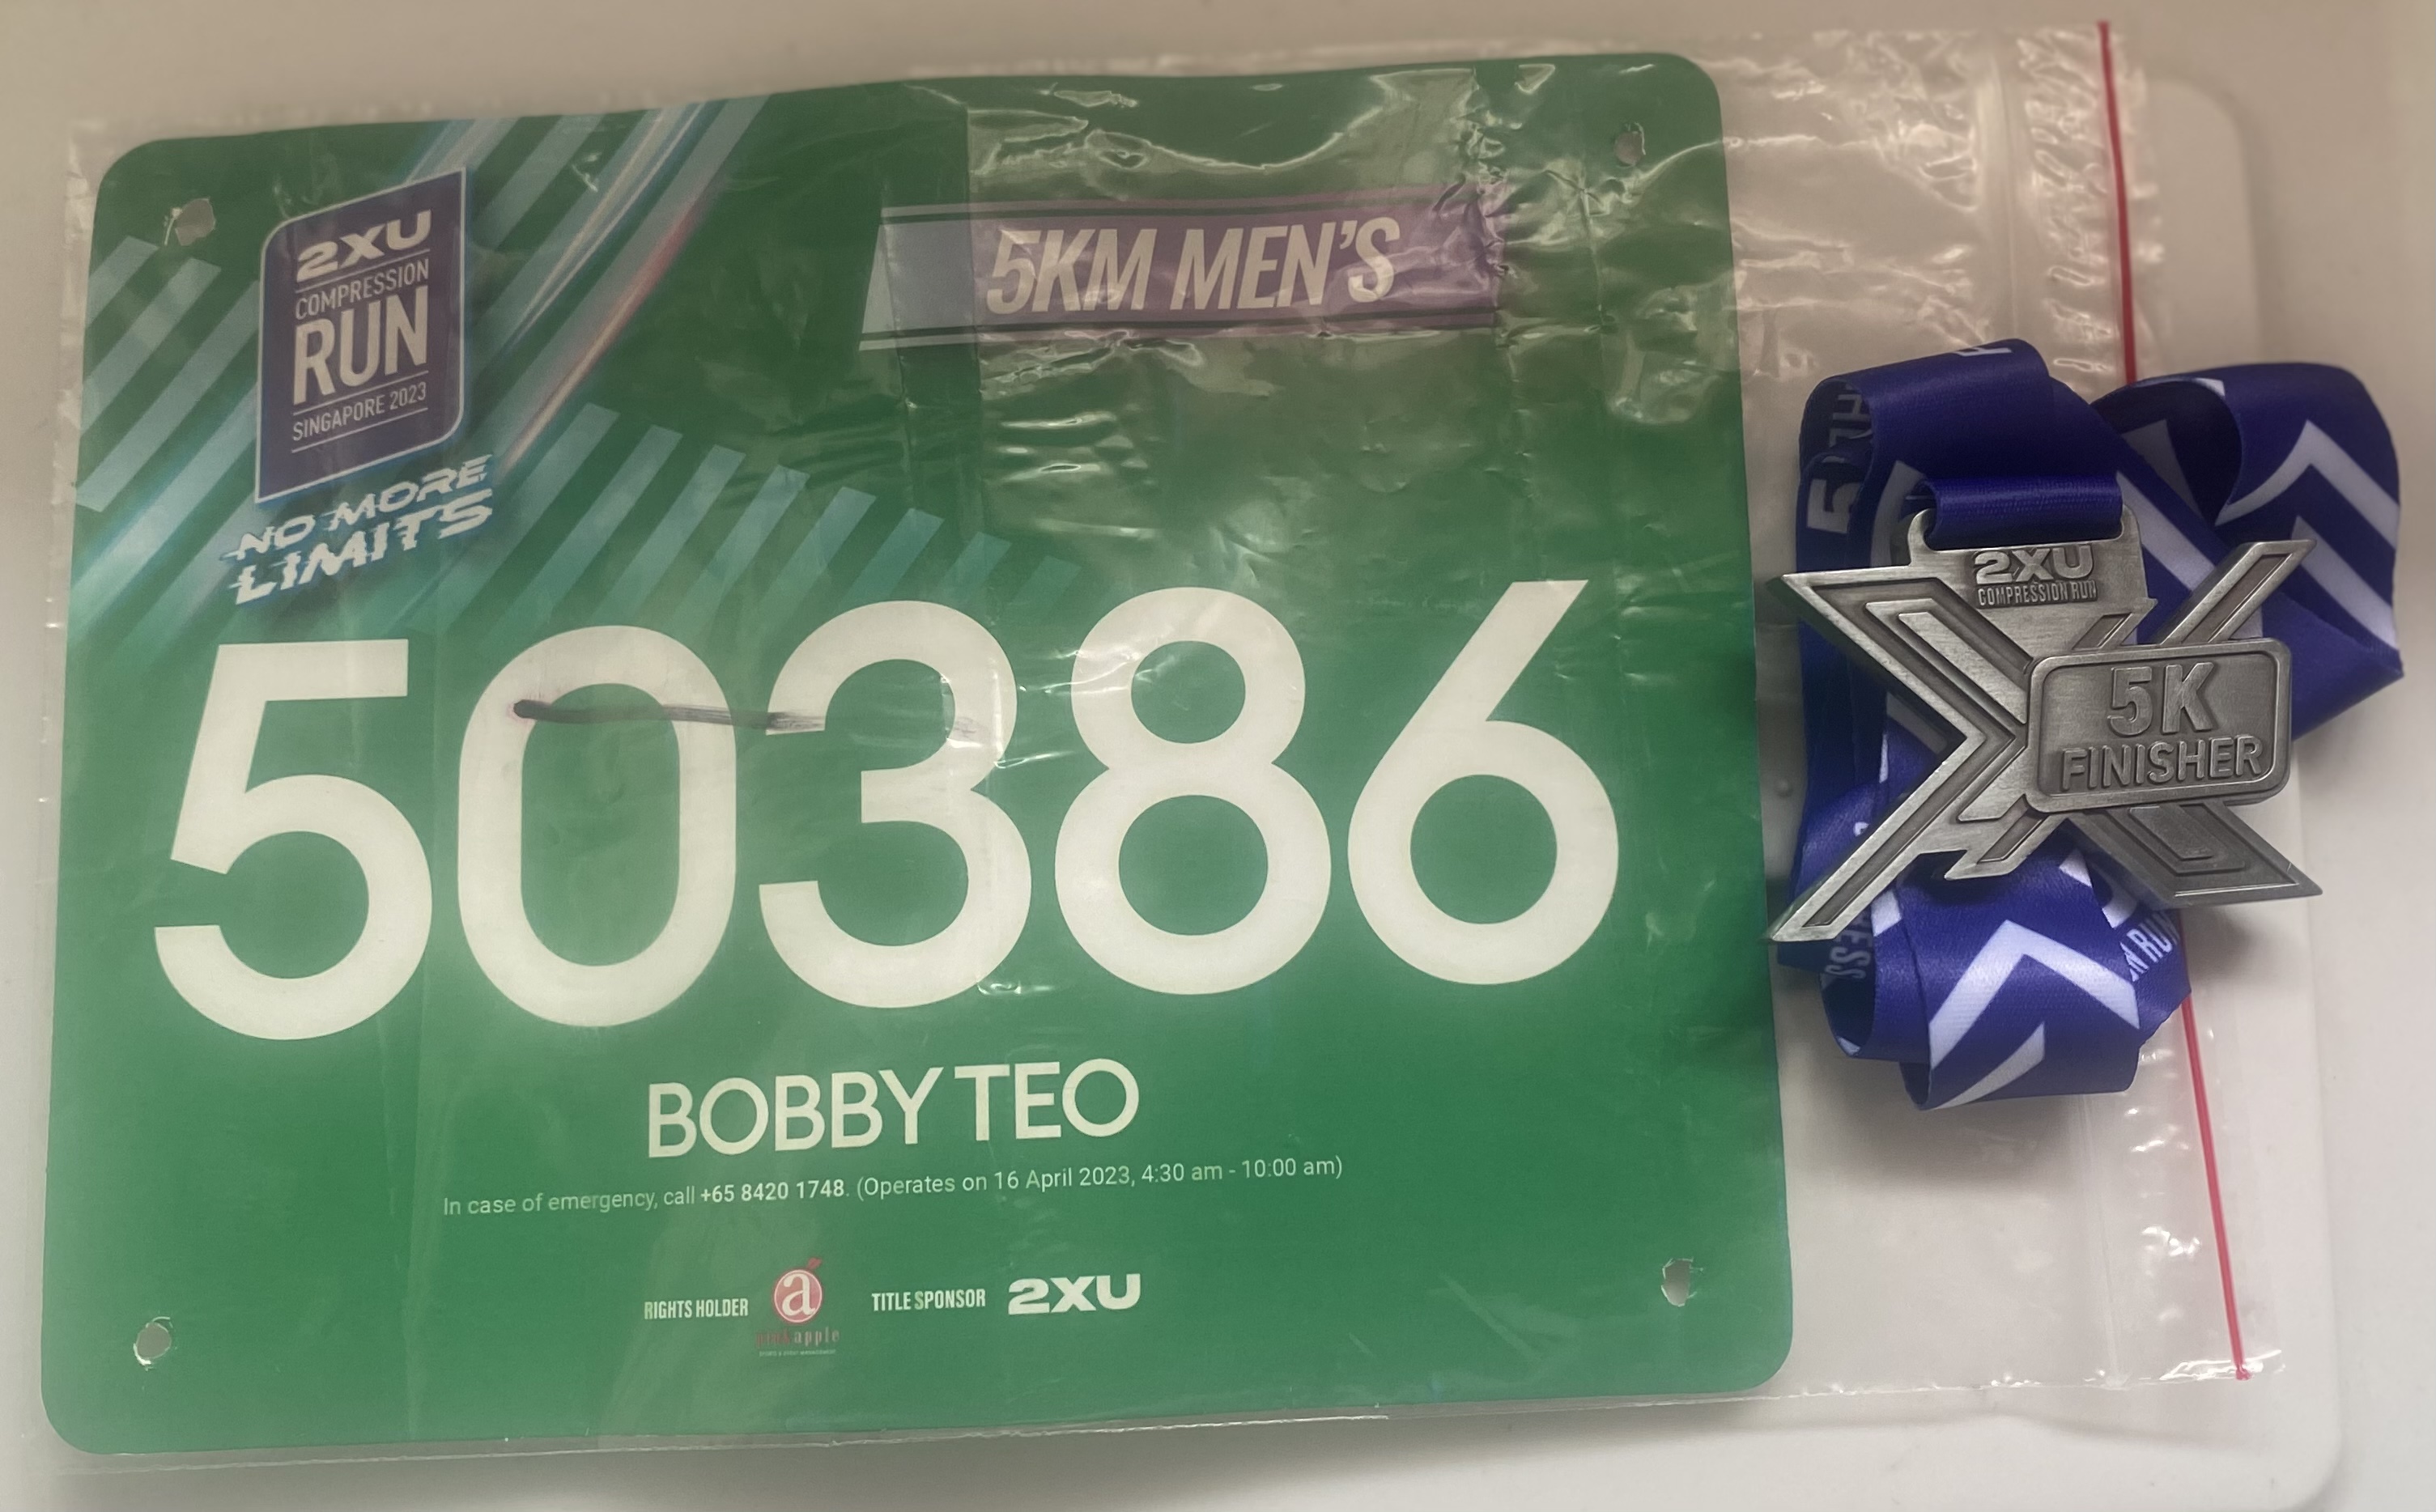 2XU
COMPRESSION
RUN
SINGAPORE 2023
NO MORE
LIMITS
5KM MEN'S
50386
BOBBY TEO
In case of emergency, call +65 8420 1748. (Operates on 16 April 2023, 4:30 am - 10:00 am)
RIGHTS HOLDER
a
apple
TITLE SPONSOR 2XU
2XU
COMPRESSION RUN
5K
FINISHER
N RUN